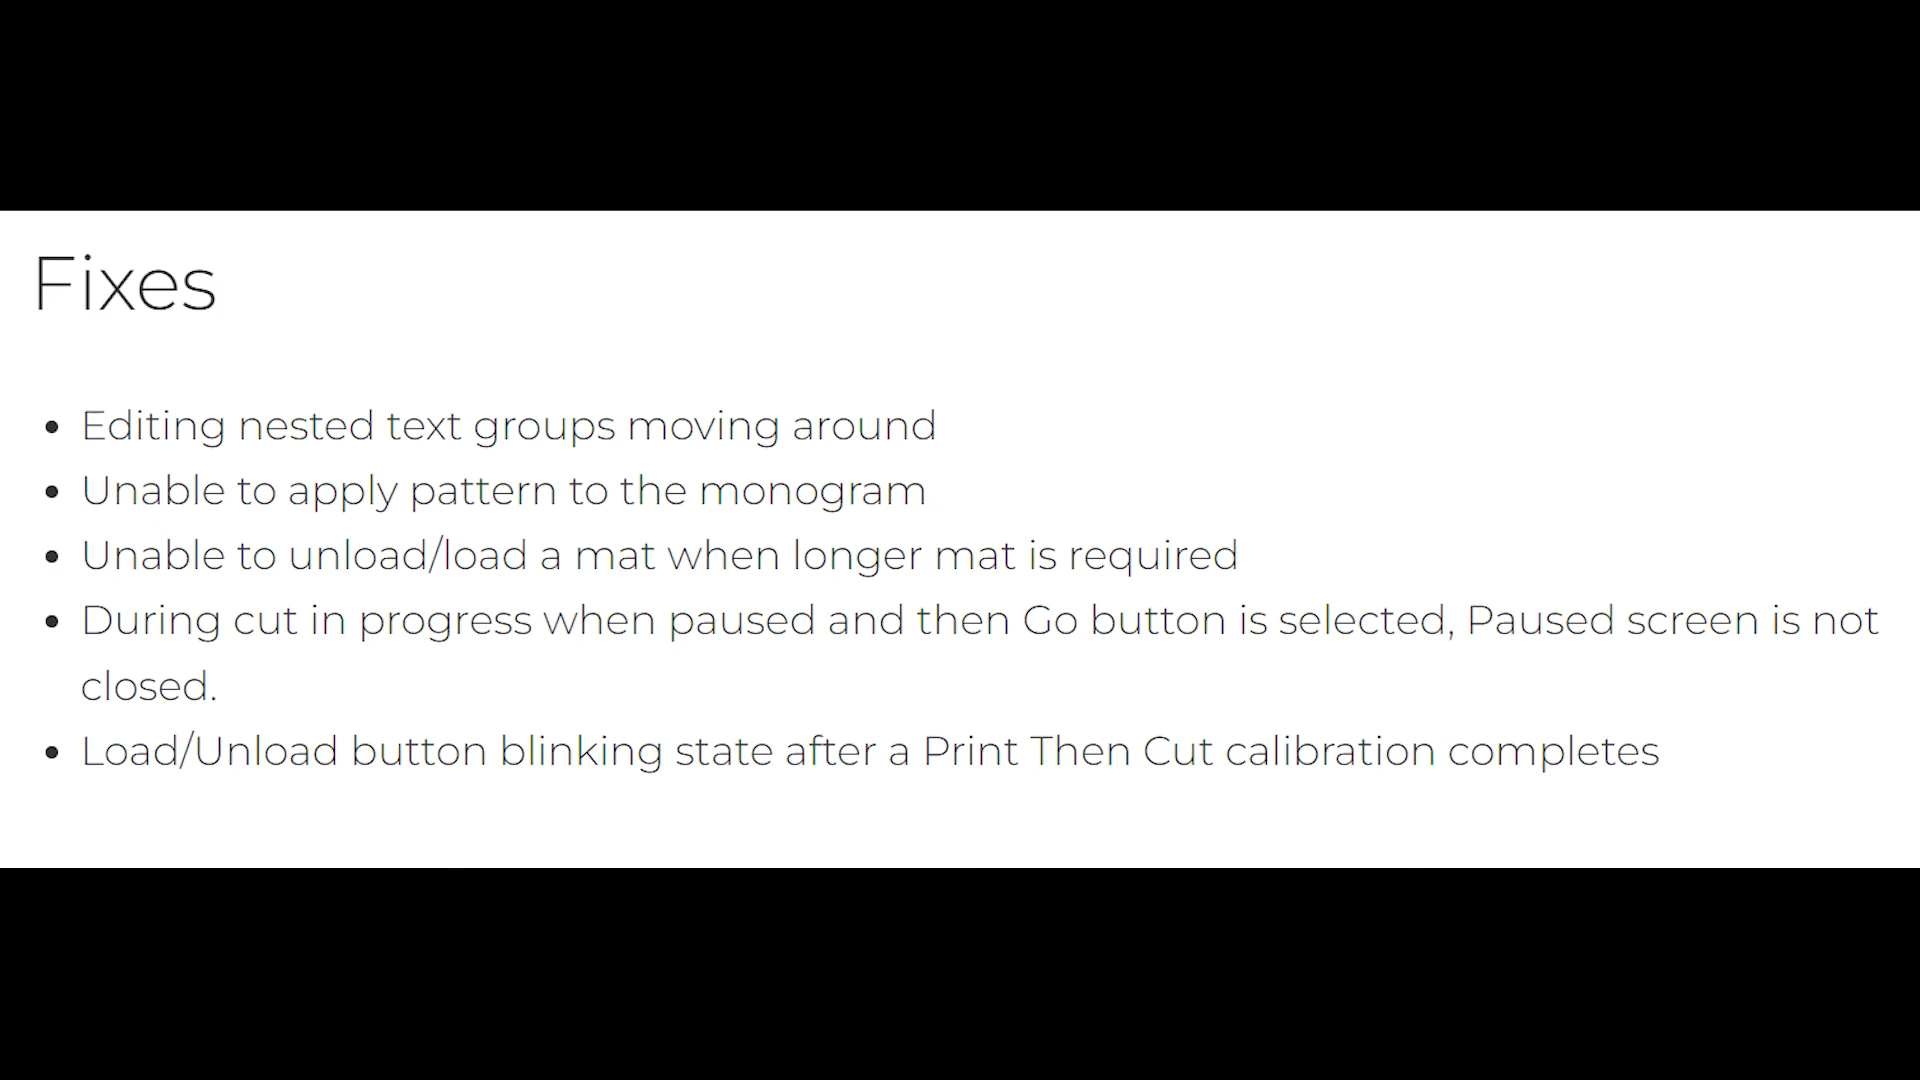 Fixes
• Editing nested text groups moving around
• Unable to apply pattern to the monogram
• Unable to unload/load a mat when longer mat is required
• During cut in progress when paused and then Go button is selected, Paused screen is not
closed.
• Load/Unload button blinking state after a Print Then Cut calibration completes